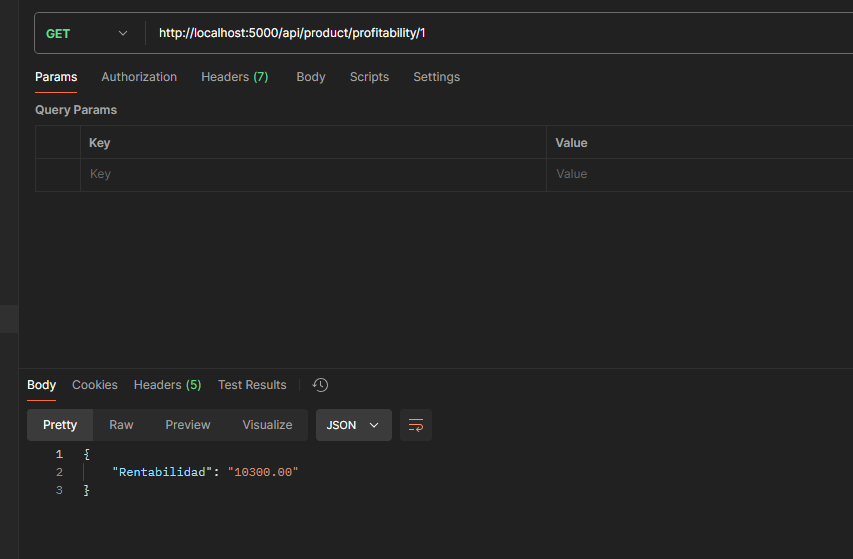 GET http://localhost:5000/api/product/profitability/1
Params Authorization Headers (7) Body Scripts Settings
Query Params
Key Value
Key Value
Body Cookies Headers (5) Test Results
Pretty Raw Preview Visualize JSON
1 {
2 "Rentabilidad": "10300.00"
3 }